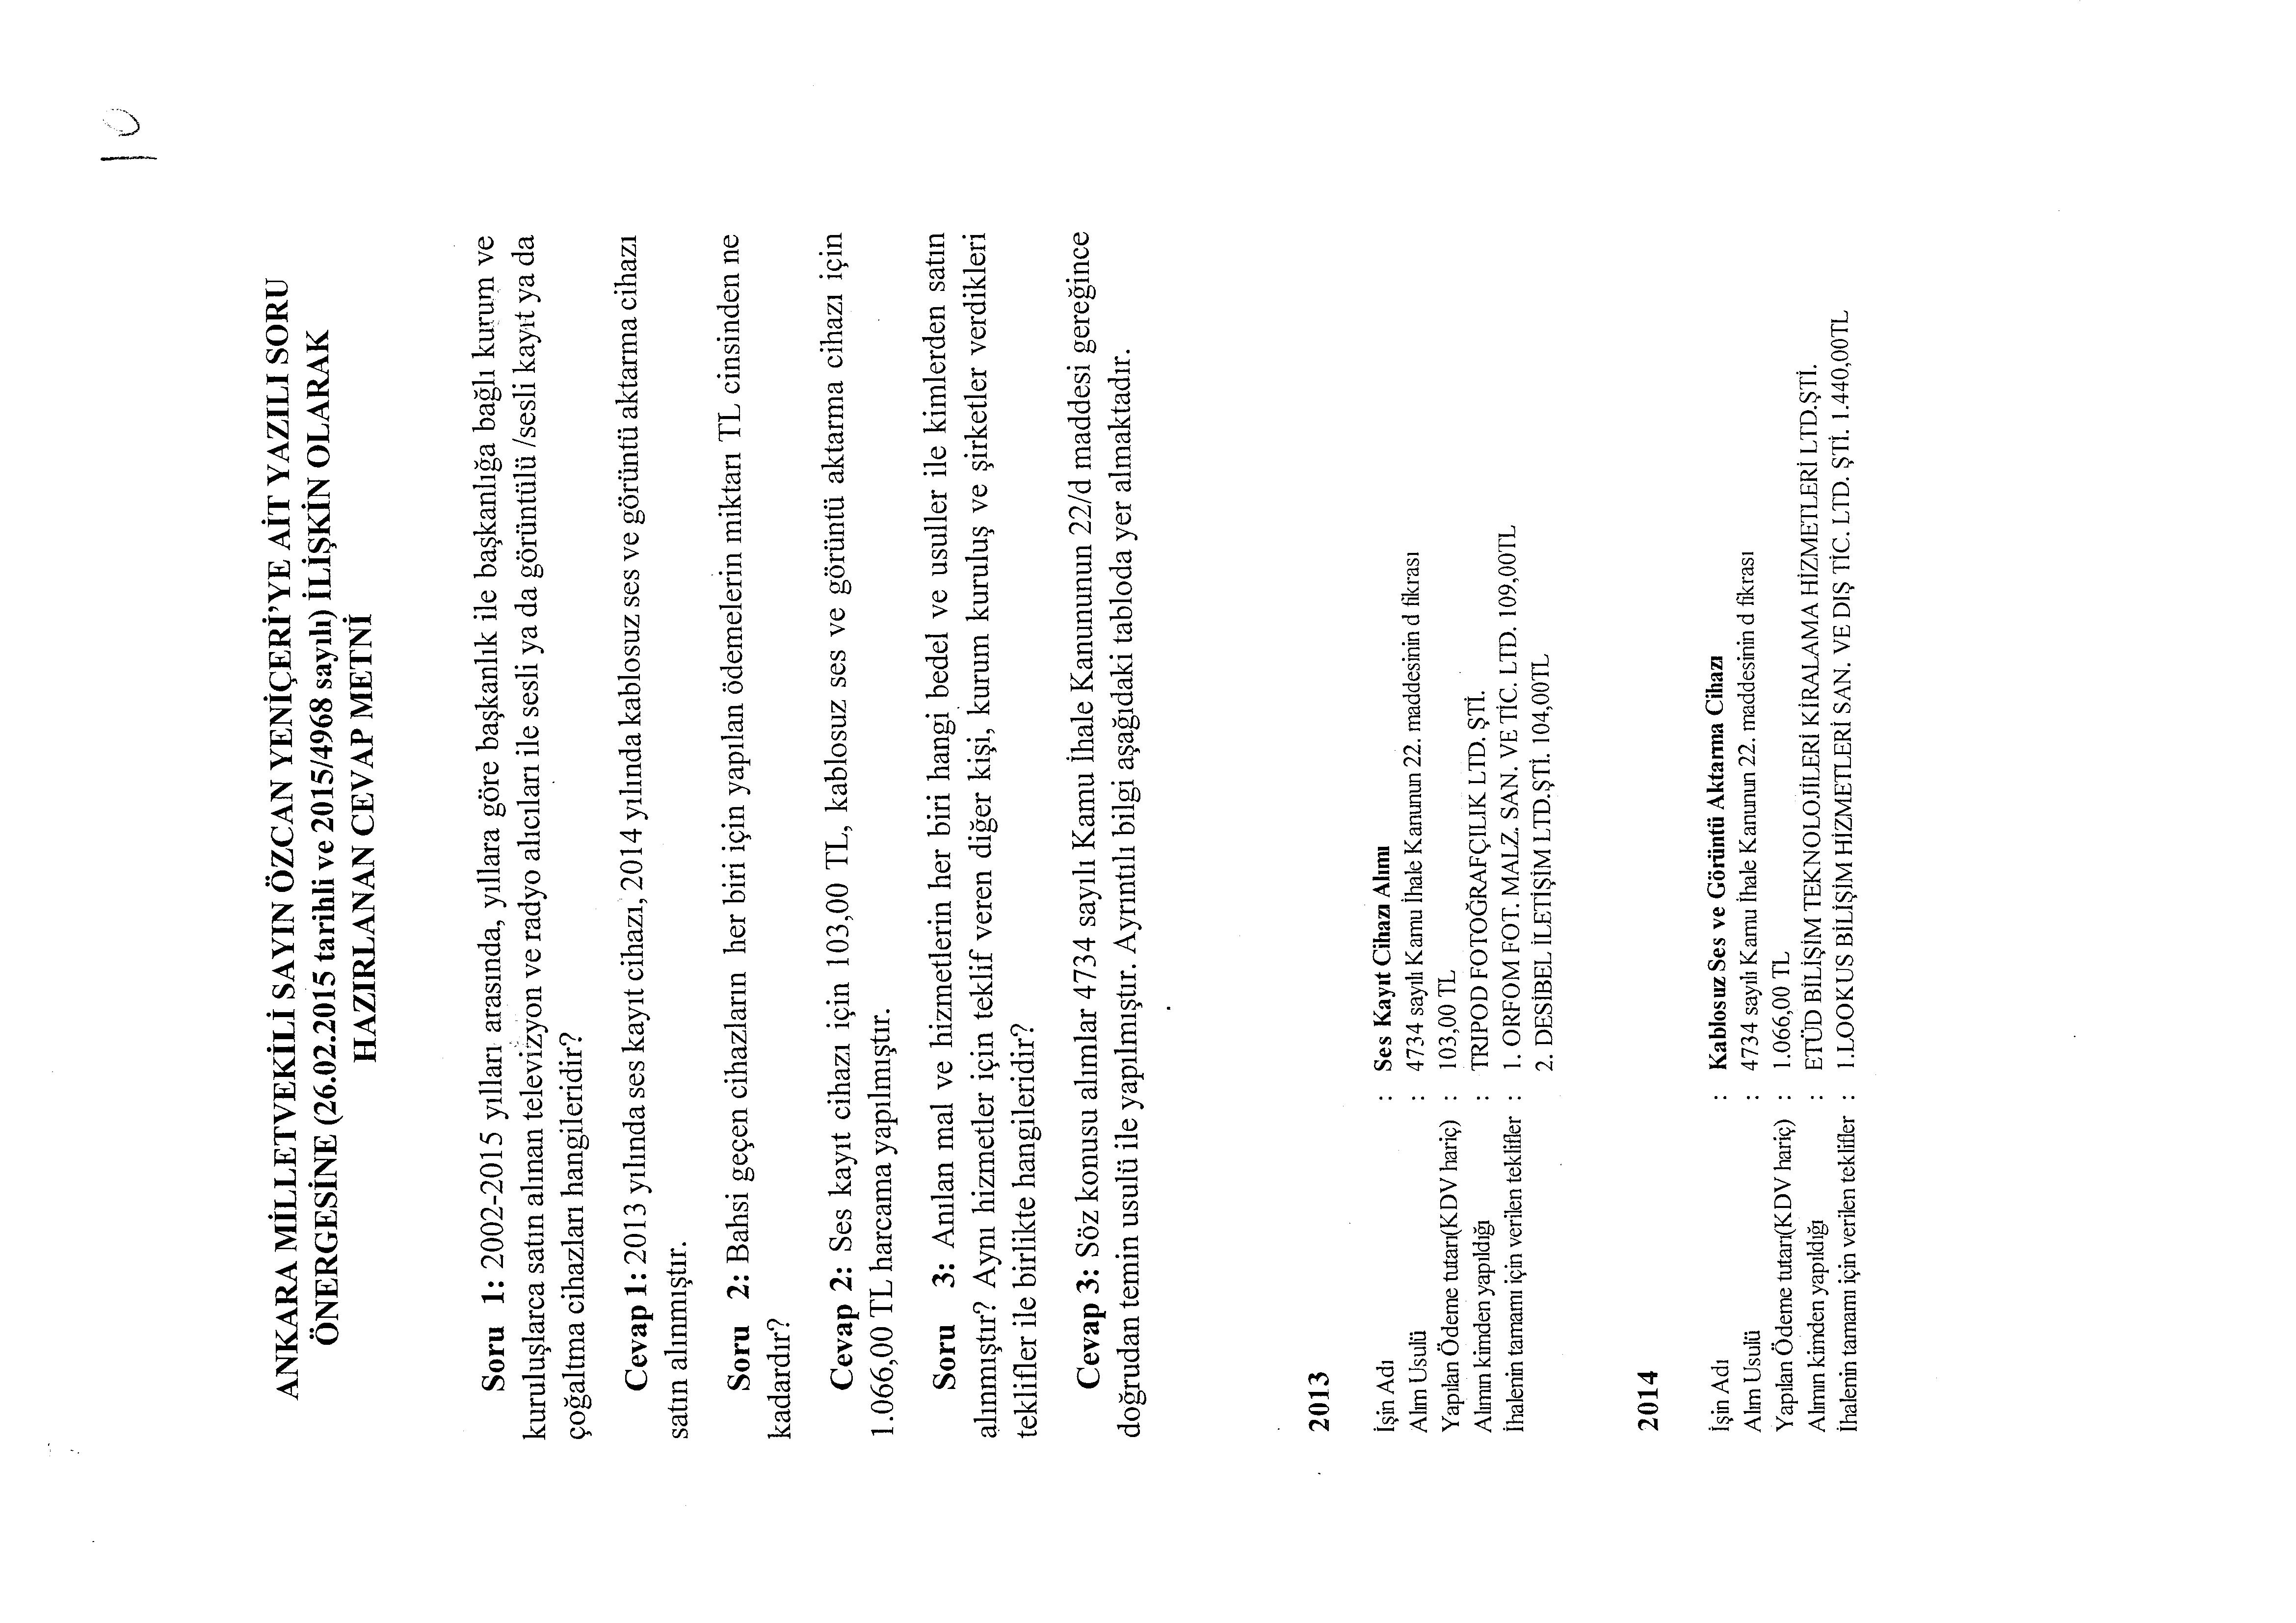 10
ANKARA MİLLETVEKİLİ SAYIN ÖZCAN YENİÇERİ'YE AİT YAZILI SORU
ÖNERGESİNE (26.02.2015 tarihli ve 2015/4968 sayılı) İLİŞKİN OLARAK
HAZIRLANAN CEVAP METNİ
Soru 1: 2002-2015 yılları arasında, yıllara göre başkanlık ile başkanlığa bağlı kurum ve
kuruluşlarca satın alınan televizyon ve radyo alıcıları ile sesli ya da görüntülü /sesli kayıt ya da
çoğaltma cihazları hangileridir?
Cevap 1: 2013 yılında ses kayıt cihazı, 2014 yılında kablosuz ses ve görüntü aktarma cihazı
satın alınmıştır.
Soru 2: Bahsi geçen cihazların her biri için yapılan ödemelerin miktarı TL cinsinden ne
kadardır?
Cevap 2: Ses kayıt cihazı için 103,00 TL, kablosuz ses ve görüntü aktarma cihazı için
1.066,00 TL harcama yapılmıştır.
Soru 3: Anılan mal ve hizmetlerin her biri hangi bedel ve usuller ile kimlerden satın
alınmıştır? Aynı hizmetler için teklif veren diğer kişi, kurum kuruluş ve şirketler verdikleri
teklifler ile birlikte hangileridir?
Cevap 3: Söz konusu alımlar 4734 sayılı Kamu İhale Kanununun 22/d maddesi gereğince
doğrudan temin usulü ile yapılmıştır. Ayrıntılı bilgi aşağıdaki tabloda yer almaktadır.
2013
İşin Adı : Ses Kayıt Cihazı Alımı
Alım Usulü : 4734 sayılı Kamu İhale Kanunun 22. maddesinin d fıkrası
Yapılan Ödeme tutarı(KDV hariç) : 103,00 TL
Alımın kimden yapıldığı : TRIPOD FOTOĞRAFÇILIK LTD. ŞTİ.
İhalenin tamamı için verilen teklifler : 1. ORFOM FOT. MALZ. SAN. VE TİC. LTD. 109,00TL
2. DESİBEL İLETİŞİM LTD.ŞTİ. 104,00TL
2014
İşin Adı : Kablosuz Ses ve Görüntü Aktarma Cihazı
Alım Usulü : 4734 sayılı Kamu İhale Kanunun 22. maddesinin d fıkrası
Yapılan Ödeme tutarı(KDV hariç) : 1.066,00 TL
Alımın kimden yapıldığı : ETÜD BİLİŞİM TEKNOLOJİLERİ KİRALAMA HİZMETLERİ LTD.ŞTİ.
İhalenin tamamı için verilen teklifler : 1.LOOKUS BİLİŞİM HİZMETLERİ SAN. VE DIŞ TİC. LTD. ŞTİ. 1.440,00TL